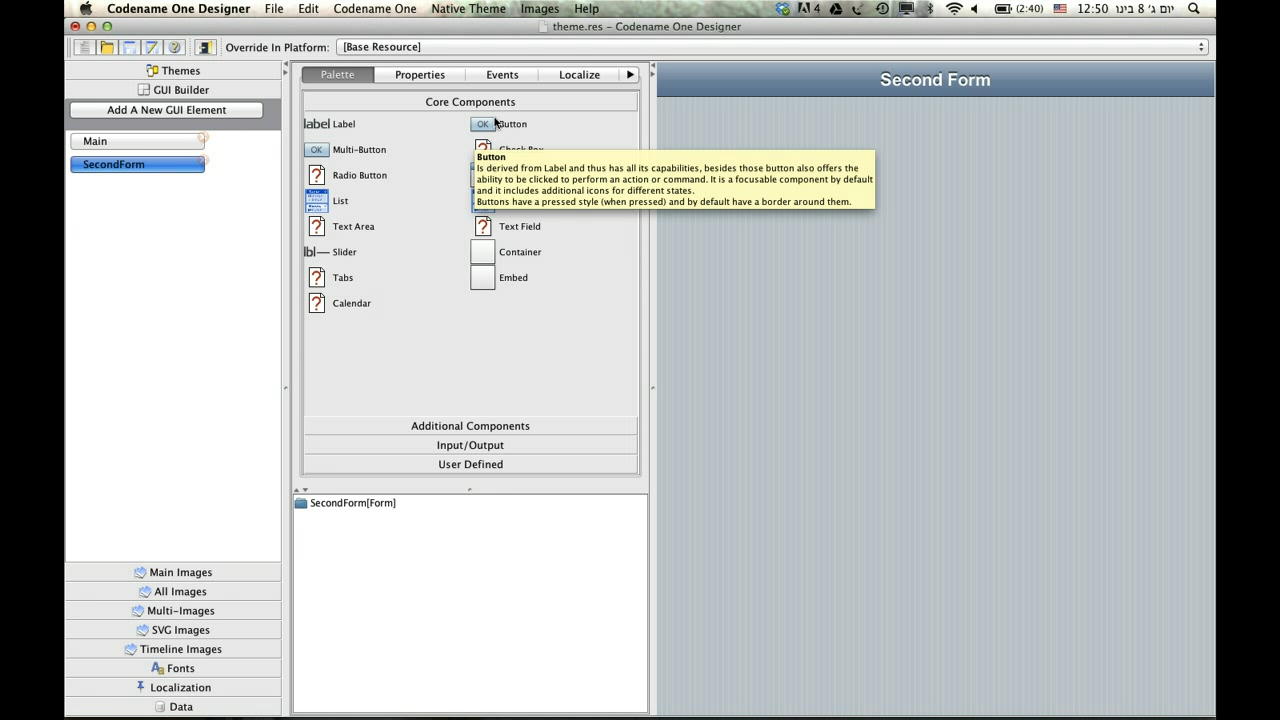 Codename One Designer File Edit Codename One Native Theme Images Help 4 (2:40) 12:50 יום ג׳ 8 בינו
theme.res - Codename One Designer
Override In Platform: [Base Resource]
Themes
GUI Builder
Add A New GUI Element
Main
SecondForm
Palette Properties Events Localize
Core Components
label Label
OK Button
OK Multi-Button
Check Box
Radio Button
List
Text Area
Text Field
lbl Slider
Container
Tabs
Embed
Calendar
Button
Is derived from Label and thus has all its capabilities, besides those button also offers the
ability to be clicked to perform an action or command. It is a focusable component by default
and it includes additional icons for different states.
Buttons have a pressed style (when pressed) and by default have a border around them.
Additional Components
Input/Output
User Defined
SecondForm[Form]
Main Images
All Images
Multi-Images
SVG Images
Timeline Images
Fonts
Localization
Data
Second Form